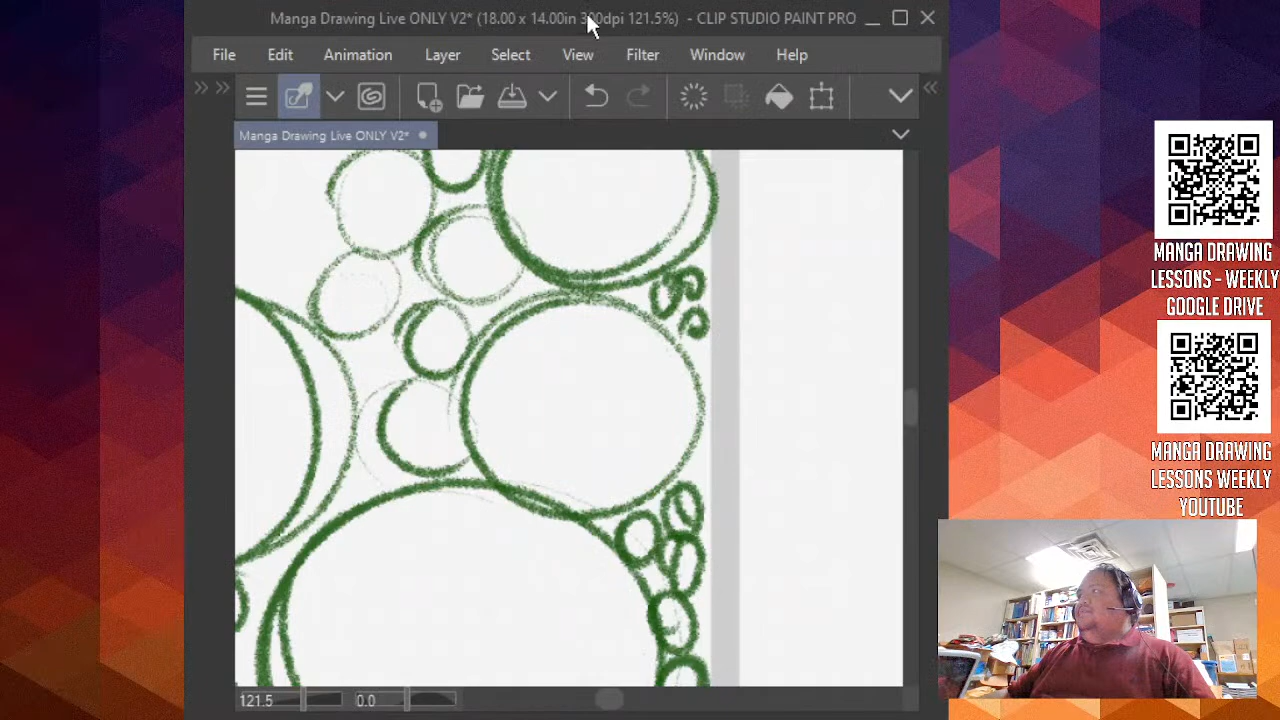 Manga Drawing Live ONLY V2* (18.00 x 14.00in 300dpi 121.5%) - CLIP STUDIO PAINT PRO
File Edit Animation Layer Select View Filter Window Help
Manga Drawing Live ONLY V2*
MANGA DRAWING
LESSONS - WEEKLY
GOOGLE DRIVE
MANGA DRAWING
LESSONS WEEKLY
YOUTUBE
121.5 0.0